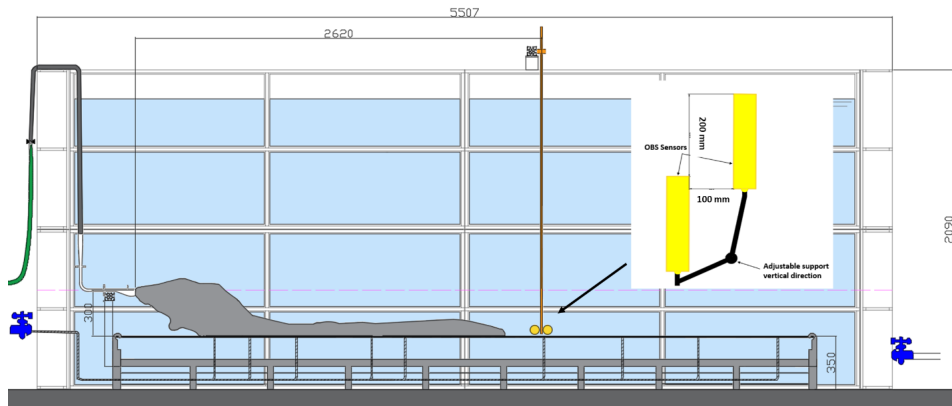 5507
2620
200 mm
OBS Sensors
100 mm
Adjustable support
vertical direction
2090
300
350